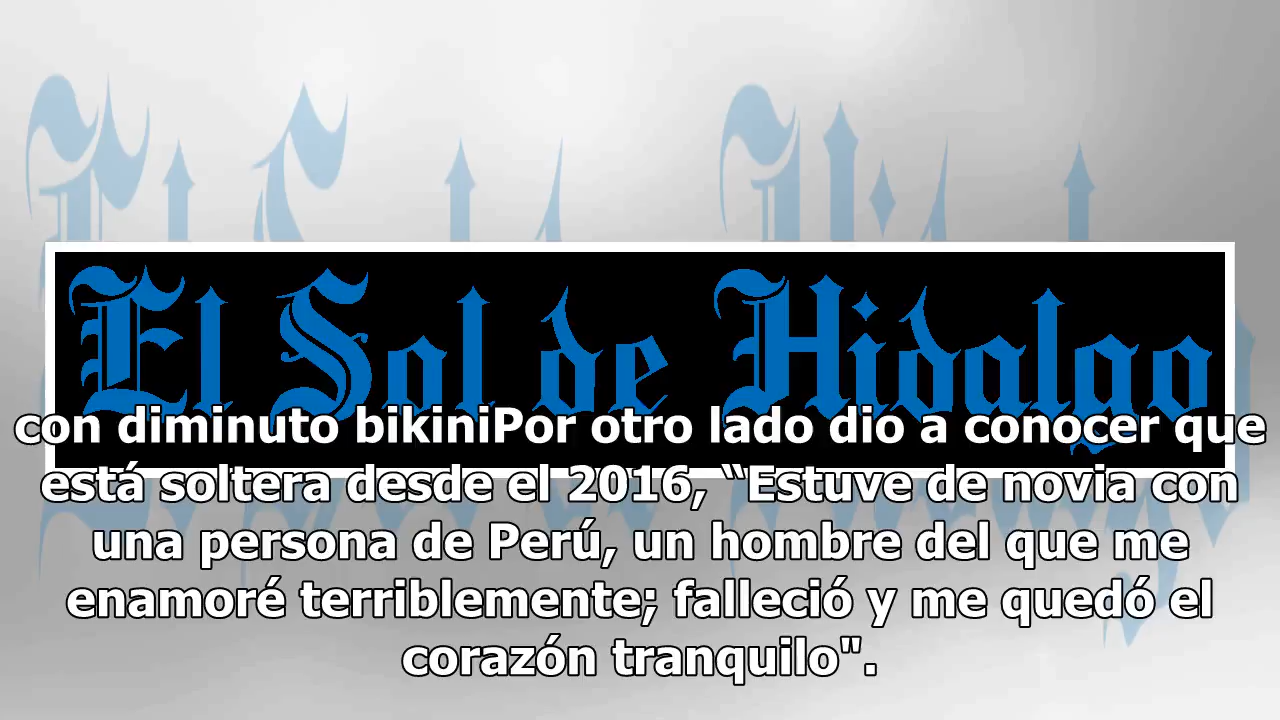 El Sol de Hidalgo
con diminuto bikiniPor otro lado dio a conocer que
está soltera desde el 2016, “Estuve de novia con
una persona de Perú, un hombre del que me
enamoré terriblemente; falleció y me quedó el
corazón tranquilo".